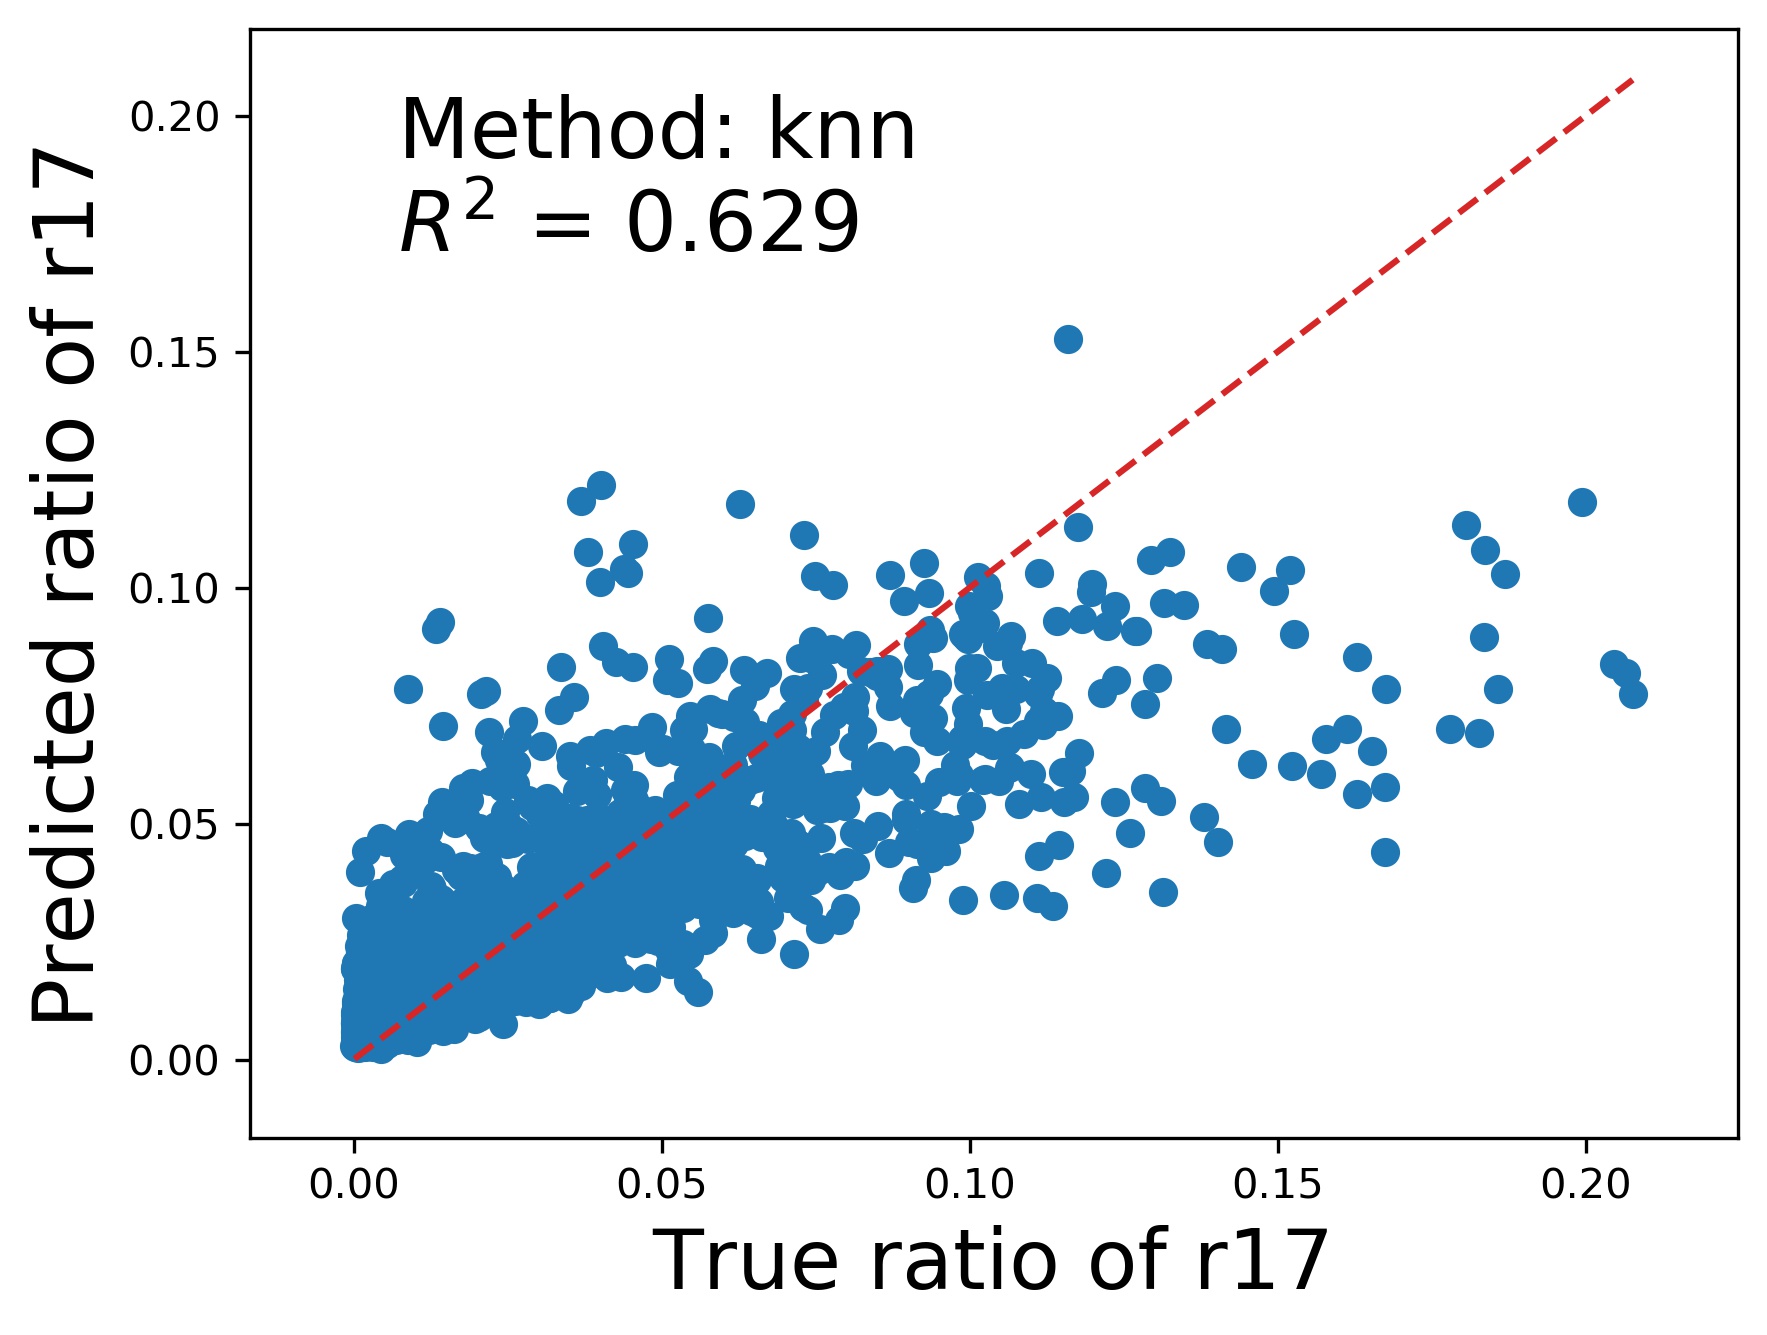 Method: knn
R² = 0.629
Predicted ratio of r17
0.20
0.15
0.10
0.05
0.00
0.00 0.05 0.10 0.15 0.20
True ratio of r17